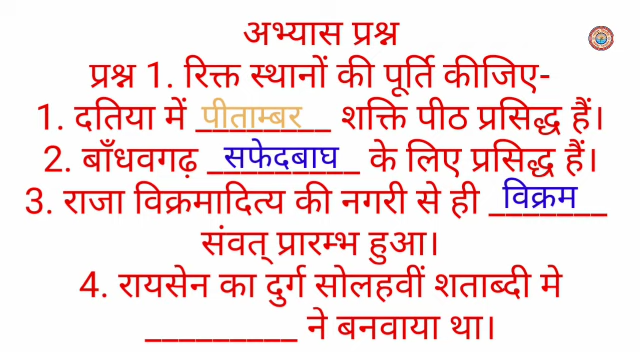 अभ्यास प्रश्न
प्रश्न 1. रिक्त स्थानों की पूर्ति कीजिए-
1. दतिया में पीताम्बर शक्ति पीठ प्रसिद्ध हैं।
2. बाँधवगढ़ सफेदबाघ के लिए प्रसिद्ध हैं।
3. राजा विक्रमादित्य की नगरी से ही विक्रम
संवत् प्रारम्भ हुआ।
4. रायसेन का दुर्ग सोलहवीं शताब्दी मे
_________ ने बनवाया था।